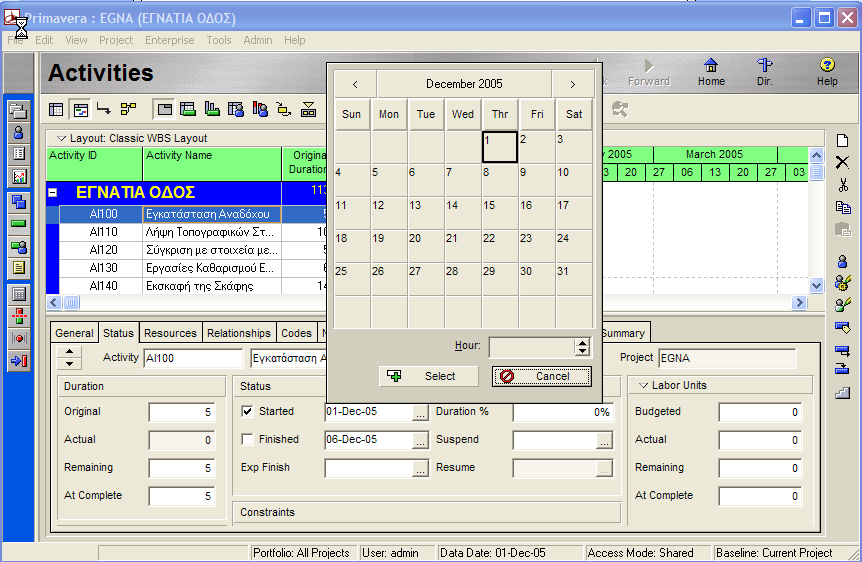 Primavera : EGNA (ΕΓΝΑΤΙΑ ΟΔΟΣ)
File Edit View Project Enterprise Tools Admin Help
Activities
Forward Home Dir. Help
Layout: Classic WBS Layout
Activity ID Activity Name Original Duration
2005 March 2005
20 27 06 13 20 27 03
ΕΓΝΑΤΙΑ ΟΔΟΣ
AI100 Εγκατάσταση Αναδόχου
AI110 Λήψη Τοπογραφικών Στ...
AI120 Σύγκριση με στοιχεία με...
AI130 Εργασίες Καθαρισμού Ε...
AI140 Εκσκαφή της Σκάφης
December 2005
Sun Mon Tue Wed Thr Fri Sat
1 2 3
4 5 6 7 8 9 10
11 12 13 14 15 16 17
18 19 20 21 22 23 24
25 26 27 28 29 30 31
Hour:
Select Cancel
General Status Resources Relationships Codes Summary
Activity AI100 Εγκατάσταση Α Project EGNA
Duration Status Labor Units
Original 5 Started 01-Dec-05 ... Duration % 0% Budgeted 0
Actual 0 Finished 06-Dec-05 ... Suspend ... Actual 0
Remaining 5 Exp Finish ... Resume ... Remaining 0
At Complete 5 At Complete 0
Constraints
Portfolio: All Projects User: admin Data Date: 01-Dec-05 Access Mode: Shared Baseline: Current Project